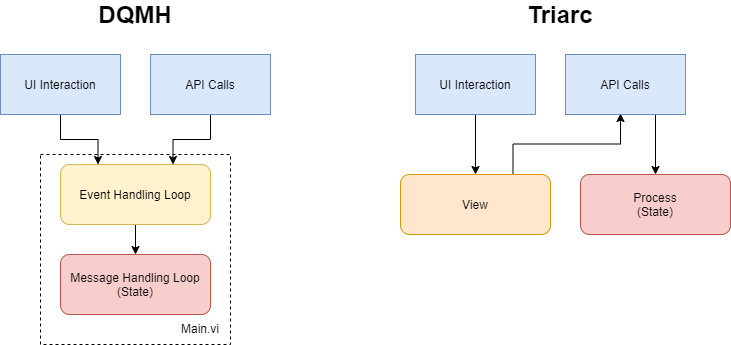 DQMH
UI Interaction
API Calls
Event Handling Loop
Message Handling Loop
(State)
Main.vi
Triarc
UI Interaction
API Calls
View
Process
(State)